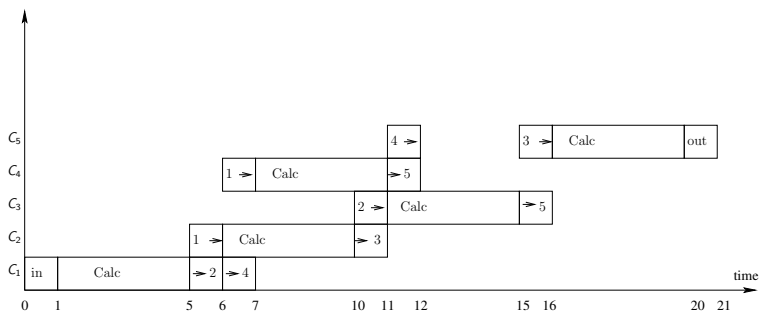 C5 4 → 3 → Calc out
C4 1 → Calc → 5
C3 2 → Calc → 5
C2 1 → Calc → 3
C1 in Calc → 2 → 4
time
0 1 5 6 7 10 11 12 15 16 20 21